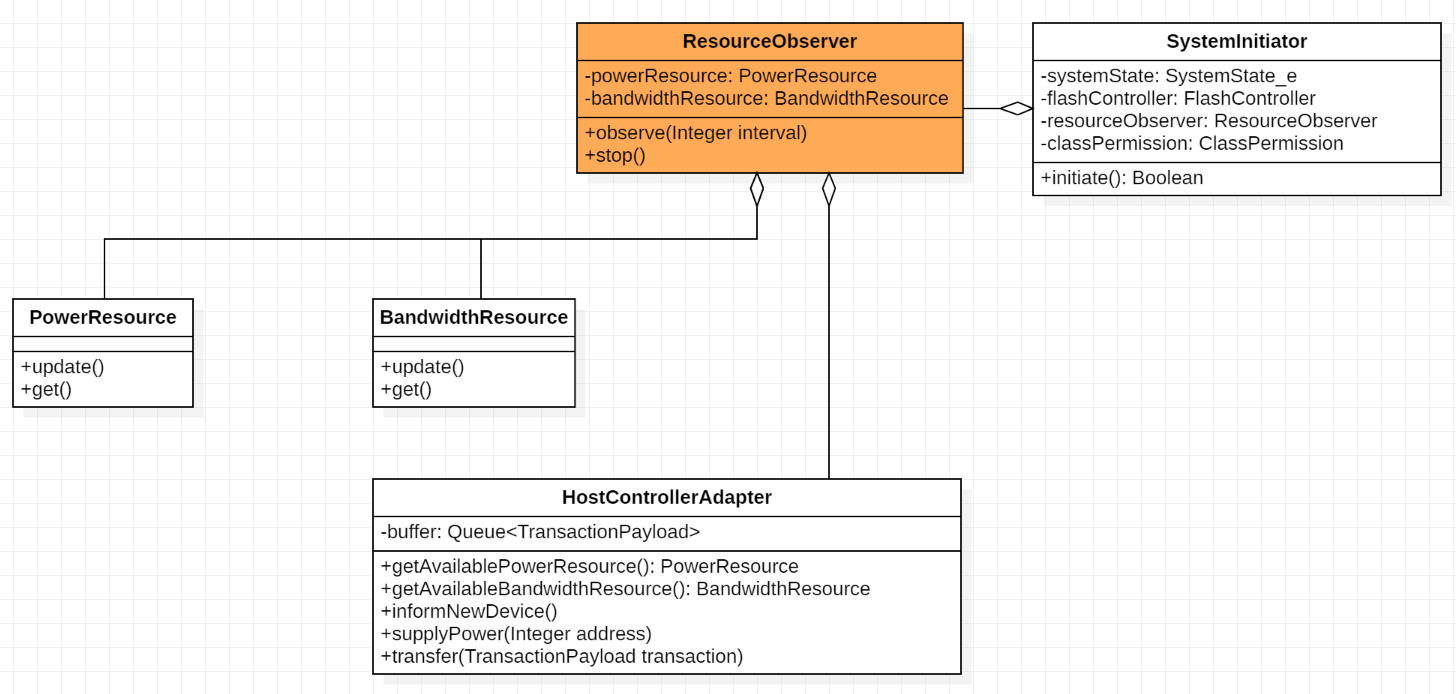 ResourceObserver
-powerResource: PowerResource
-bandwidthResource: BandwidthResource
+observe(Integer interval)
+stop()
SystemInitiator
-systemState: SystemState_e
-flashController: FlashController
-resourceObserver: ResourceObserver
-classPermission: ClassPermission
+initiate(): Boolean
PowerResource
+update()
+get()
BandwidthResource
+update()
+get()
HostControllerAdapter
-buffer: Queue<TransactionPayload>
+getAvailablePowerResource(): PowerResource
+getAvailableBandwidthResource(): BandwidthResource
+informNewDevice()
+supplyPower(Integer address)
+transfer(TransactionPayload transaction)